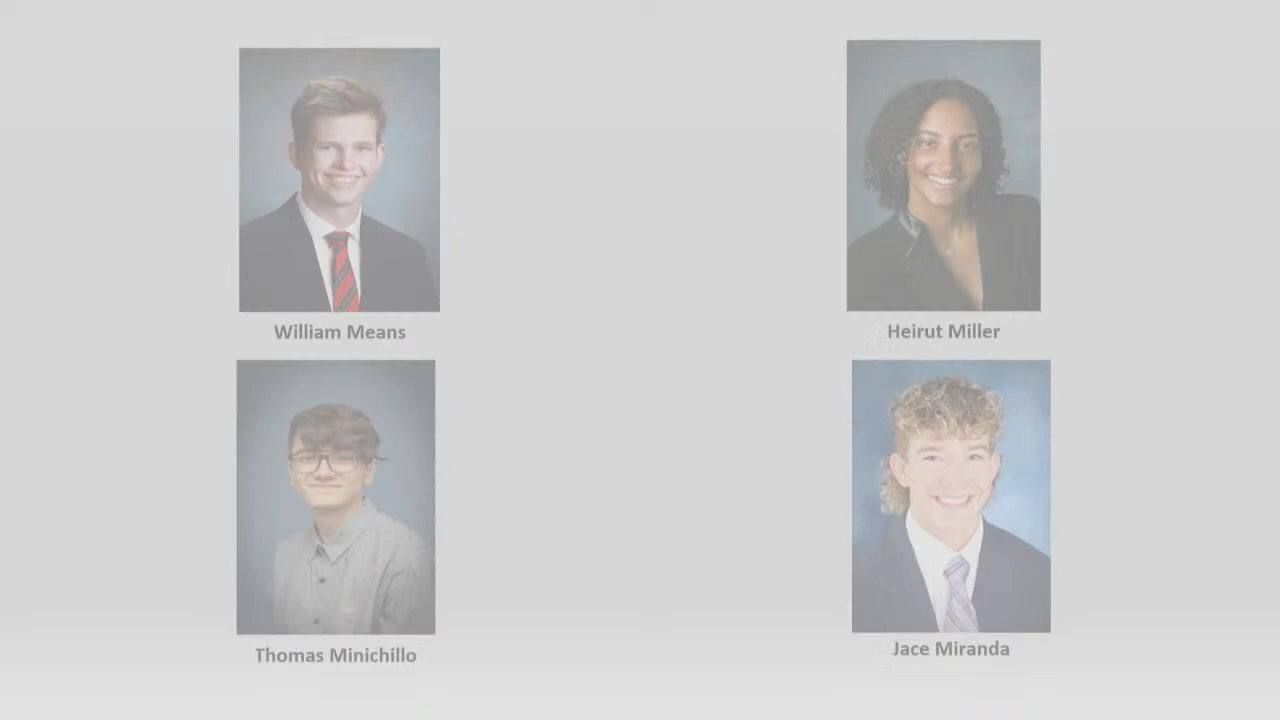 William Means
Heirut Miller
Thomas Minichillo
Jace Miranda